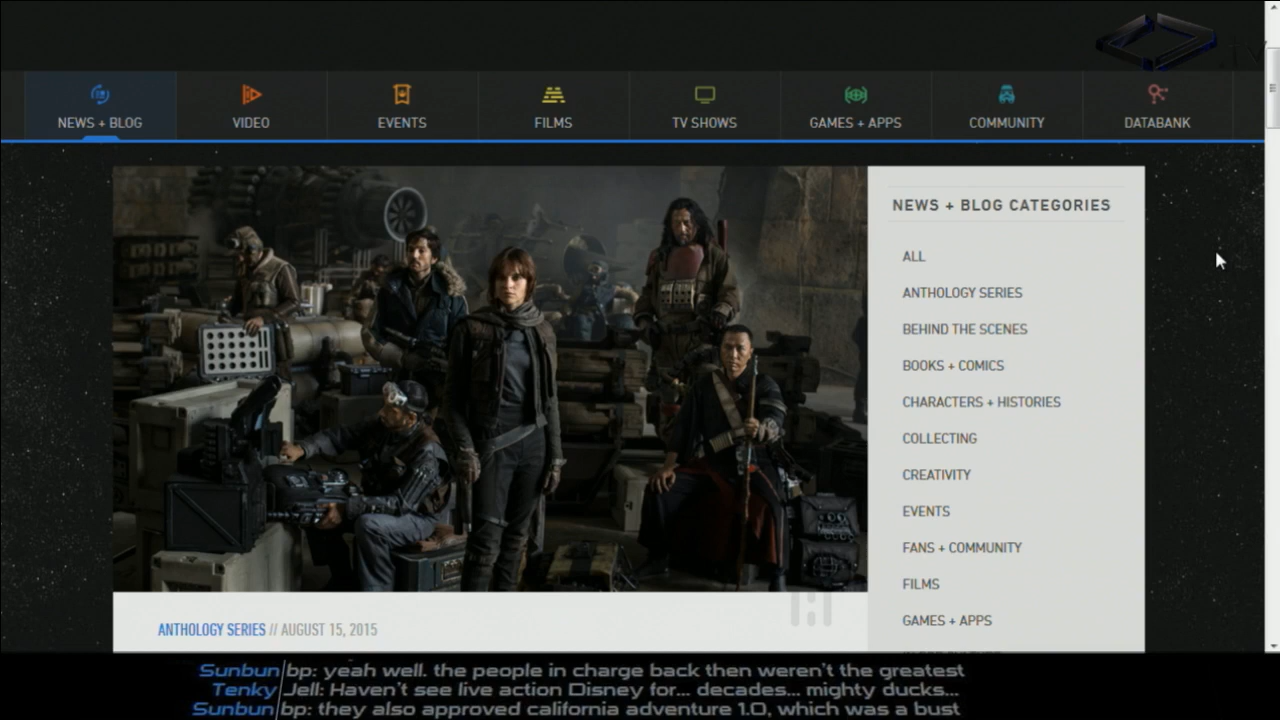 .TV
NEWS + BLOG
VIDEO
EVENTS
FILMS
TV SHOWS
GAMES + APPS
COMMUNITY
DATABANK
NEWS + BLOG CATEGORIES
ALL
ANTHOLOGY SERIES
BEHIND THE SCENES
BOOKS + COMICS
CHARACTERS + HISTORIES
COLLECTING
CREATIVITY
EVENTS
FANS + COMMUNITY
FILMS
GAMES + APPS
ANTHOLOGY SERIES // AUGUST 15, 2015
Sunbun bp: yeah well. the people in charge back then weren't the greatest
Tenky Jell: Haven't see live action Disney for... decades... mighty ducks...
Sunbun bp: they also approved california adventure 1.0, which was a bust